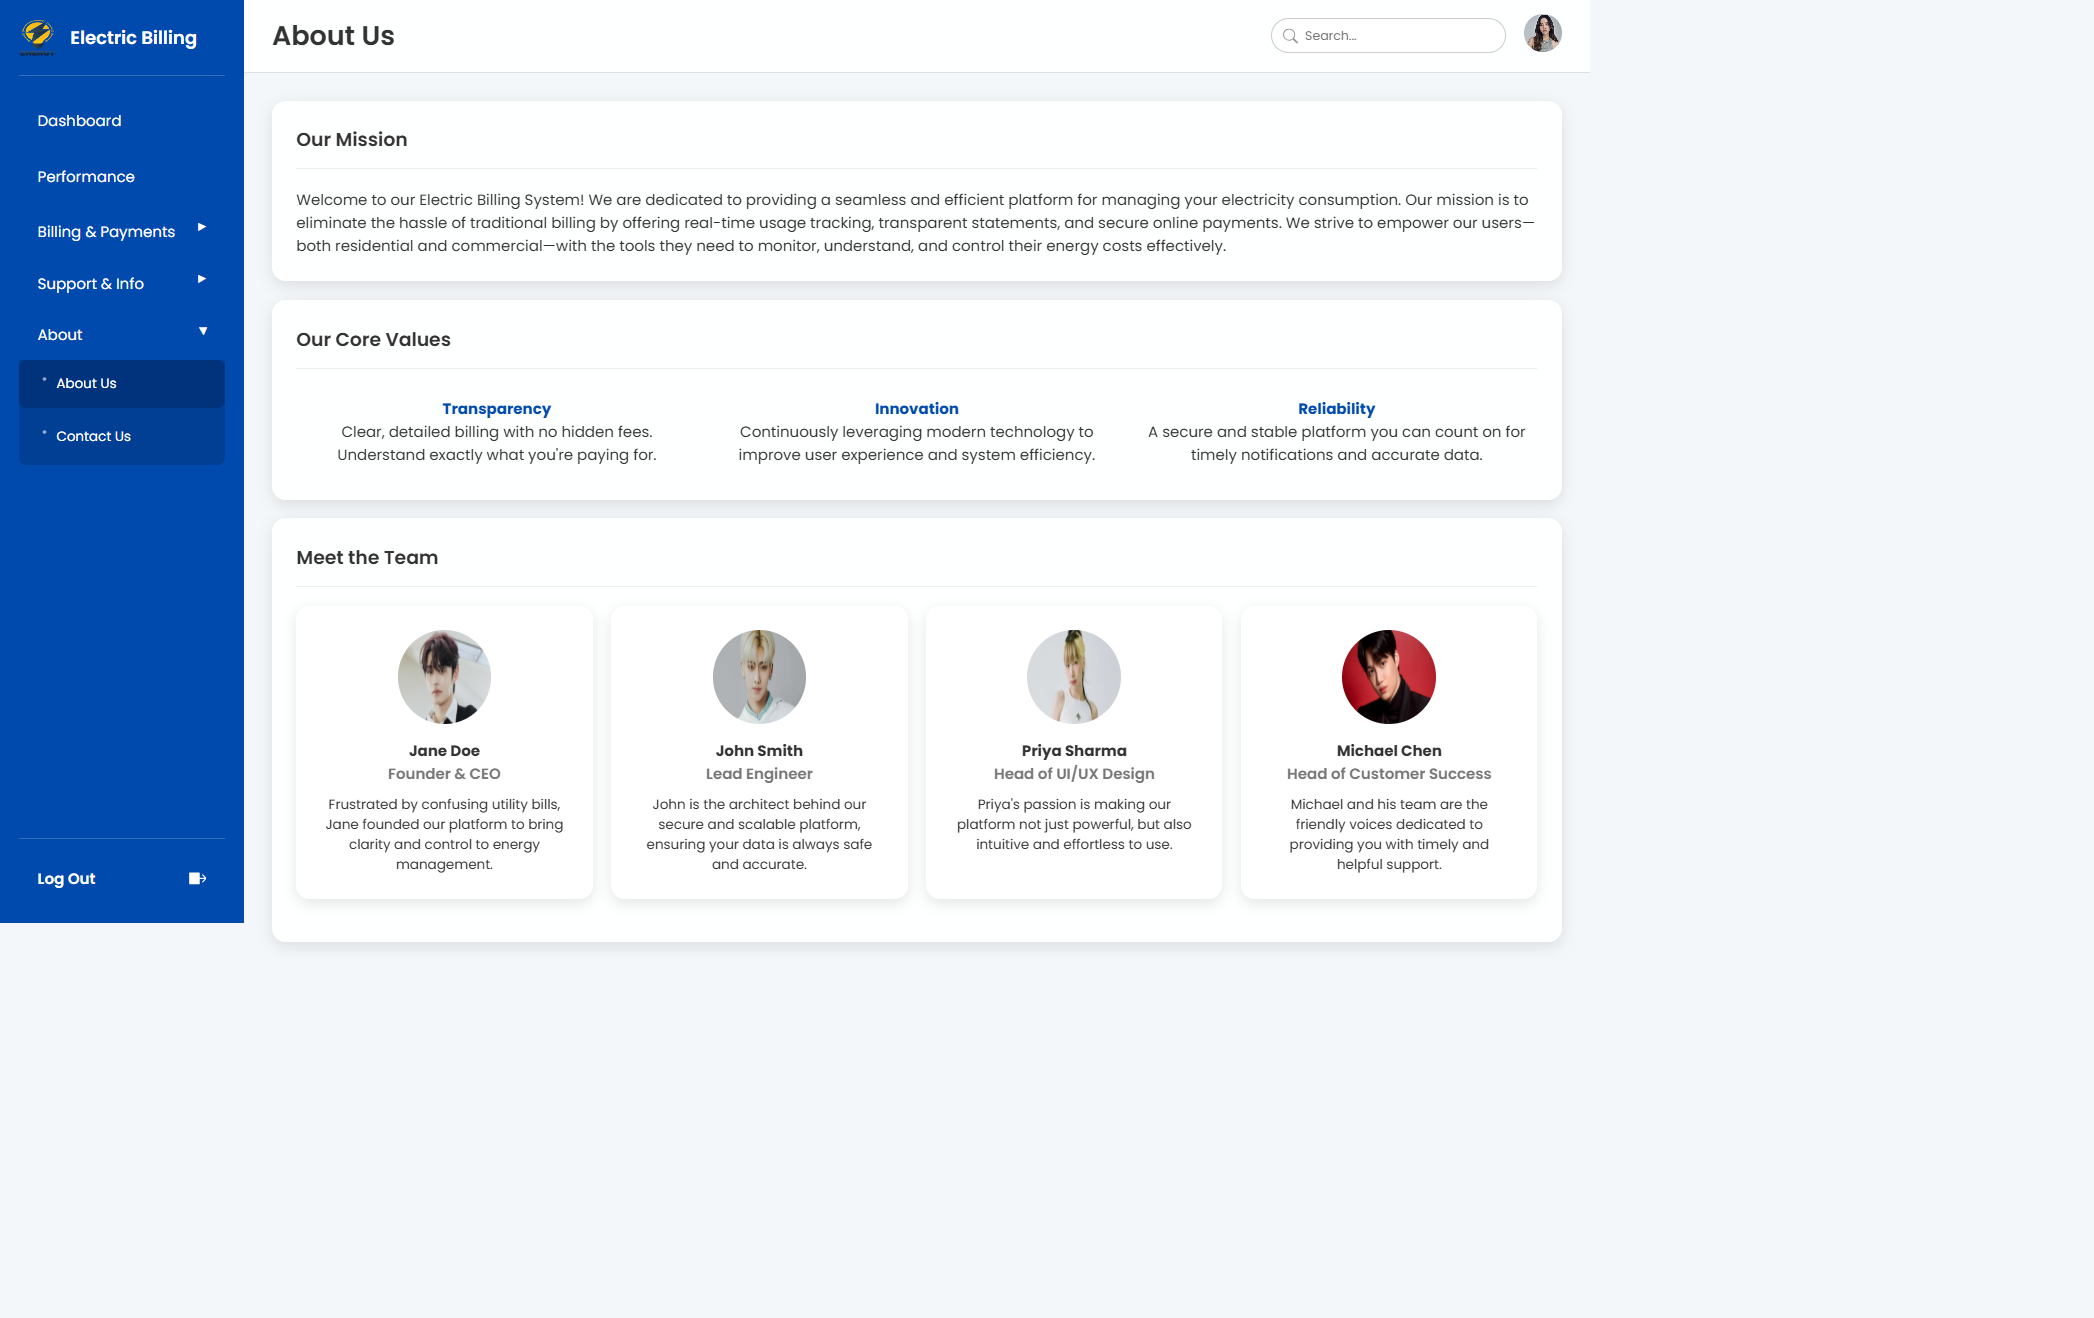 Electric Billing
Dashboard
Performance
Billing & Payments
Support & Info
About
About Us
Contact Us
Log Out
About Us
Search...
Our Mission
Welcome to our Electric Billing System! We are dedicated to providing a seamless and efficient platform for managing your electricity consumption. Our mission is to
eliminate the hassle of traditional billing by offering real-time usage tracking, transparent statements, and secure online payments. We strive to empower our users—
both residential and commercial—with the tools they need to monitor, understand, and control their energy costs effectively.
Our Core Values
Transparency
Clear, detailed billing with no hidden fees.
Understand exactly what you're paying for.
Innovation
Continuously leveraging modern technology to
improve user experience and system efficiency.
Reliability
A secure and stable platform you can count on for
timely notifications and accurate data.
Meet the Team
Jane Doe
Founder & CEO
Frustrated by confusing utility bills,
Jane founded our platform to bring
clarity and control to energy
management.
John Smith
Lead Engineer
John is the architect behind our
secure and scalable platform,
ensuring your data is always safe
and accurate.
Priya Sharma
Head of UI/UX Design
Priya's passion is making our
platform not just powerful, but also
intuitive and effortless to use.
Michael Chen
Head of Customer Success
Michael and his team are the
friendly voices dedicated to
providing you with timely and
helpful support.